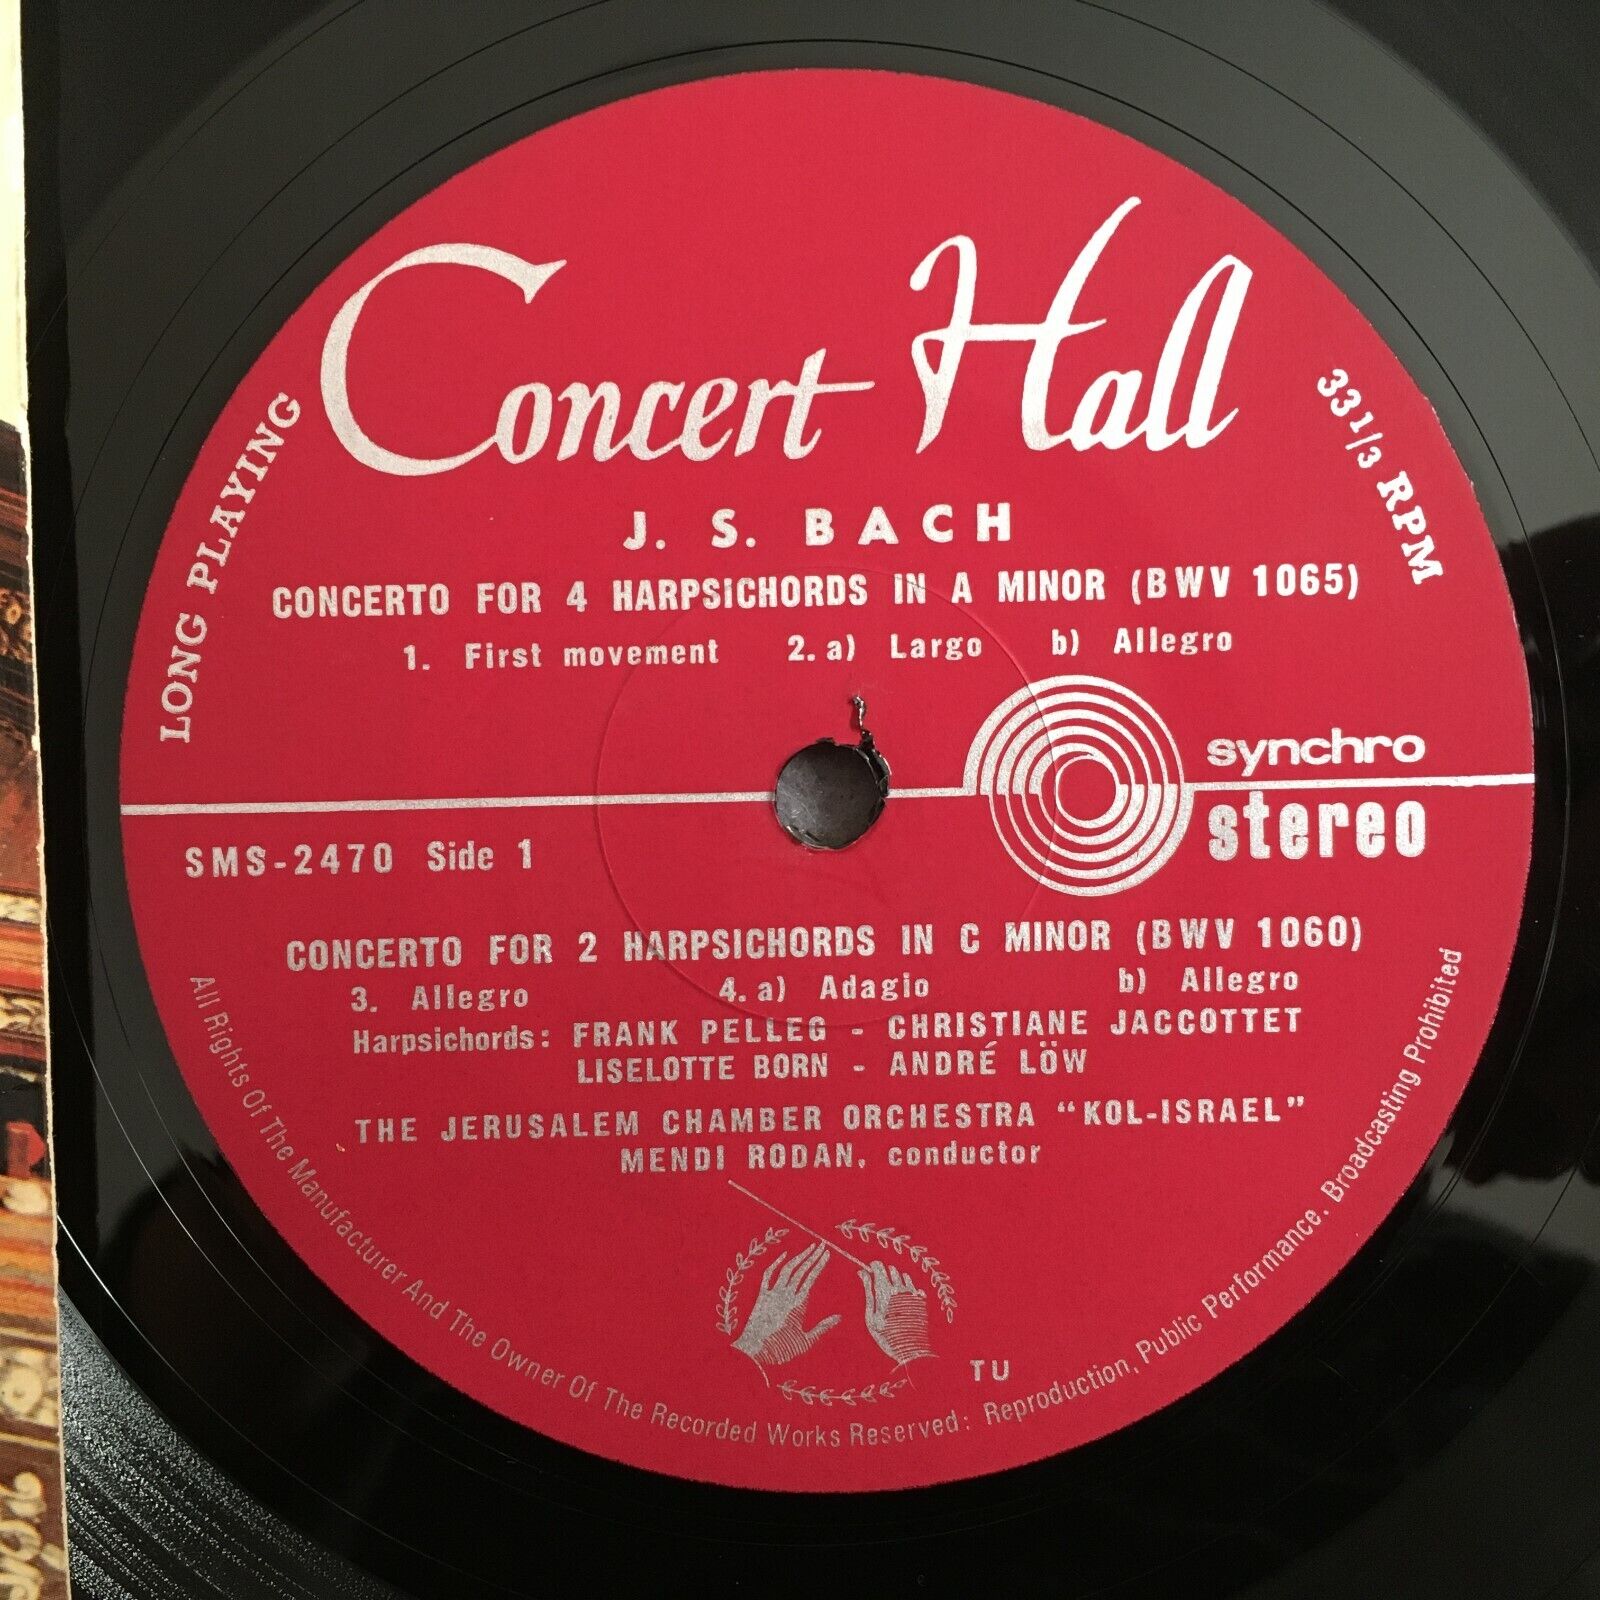 Concert Hall
LONG PLAYING
33 1/3 RPM
J. S. BACH
CONCERTO FOR 4 HARPSICHORDS IN A MINOR (BWV 1065)
1. First movement 2. a) Largo b) Allegro
synchro
stereo
SMS-2470 Side 1
CONCERTO FOR 2 HARPSICHORDS IN C MINOR (BWV 1060)
3. Allegro 4. a) Adagio b) Allegro
Harpsichords: FRANK PELLEG - CHRISTIANE JACCOTTET
LISELOTTE BORN - ANDRÉ LÖW
THE JERUSALEM CHAMBER ORCHESTRA "KOL-ISRAEL"
MENDI RODAN, conductor
TU
All Rights Of The Manufacturer And The Owner Of The Recorded Works Reserved: Reproduction, Public Performance. Broadcasting Prohibited